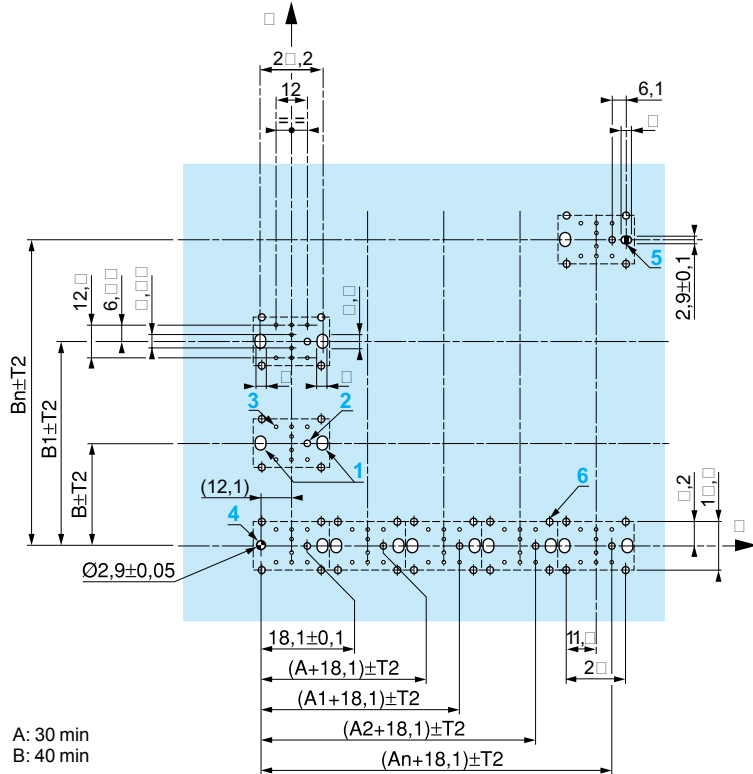 2□,2
12
= =
6,1
□
□
5
2,9±0,1
12,□
6,□□
□,□□
□,□
□
□
Bn±T2
B1±T2
B±T2
3
2
1
(12,1)
4
6
□,2
1□,□
□
Ø2,9±0,05
18,1±0,1
11,□
2□
(A+18,1)±T2
(A1+18,1)±T2
(A2+18,1)±T2
(An+18,1)±T2
A: 30 min
B: 40 min